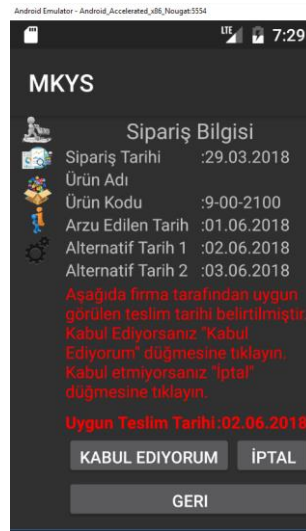 Android Emulator - Android_Accelerated_x86_Nougat:5554
LTE 7:29
MKYS
Sipariş Bilgisi
Sipariş Tarihi :29.03.2018
Ürün Adı
Ürün Kodu :9-00-2100
Arzu Edilen Tarih :01.06.2018
Alternatif Tarih 1 :02.06.2018
Alternatif Tarih 2 :03.06.2018
Aşağıda firma tarafından uygun
görülen teslim tarihi belirtilmiştir.
Kabul Ediyorsanız "Kabul
Ediyorum" düğmesine tıklayın.
Kabul etmiyorsanız "İptal"
düğmesine tıklayın.
Uygun Teslim Tarihi:02.06.2018
KABUL EDIYORUM İPTAL
GERI